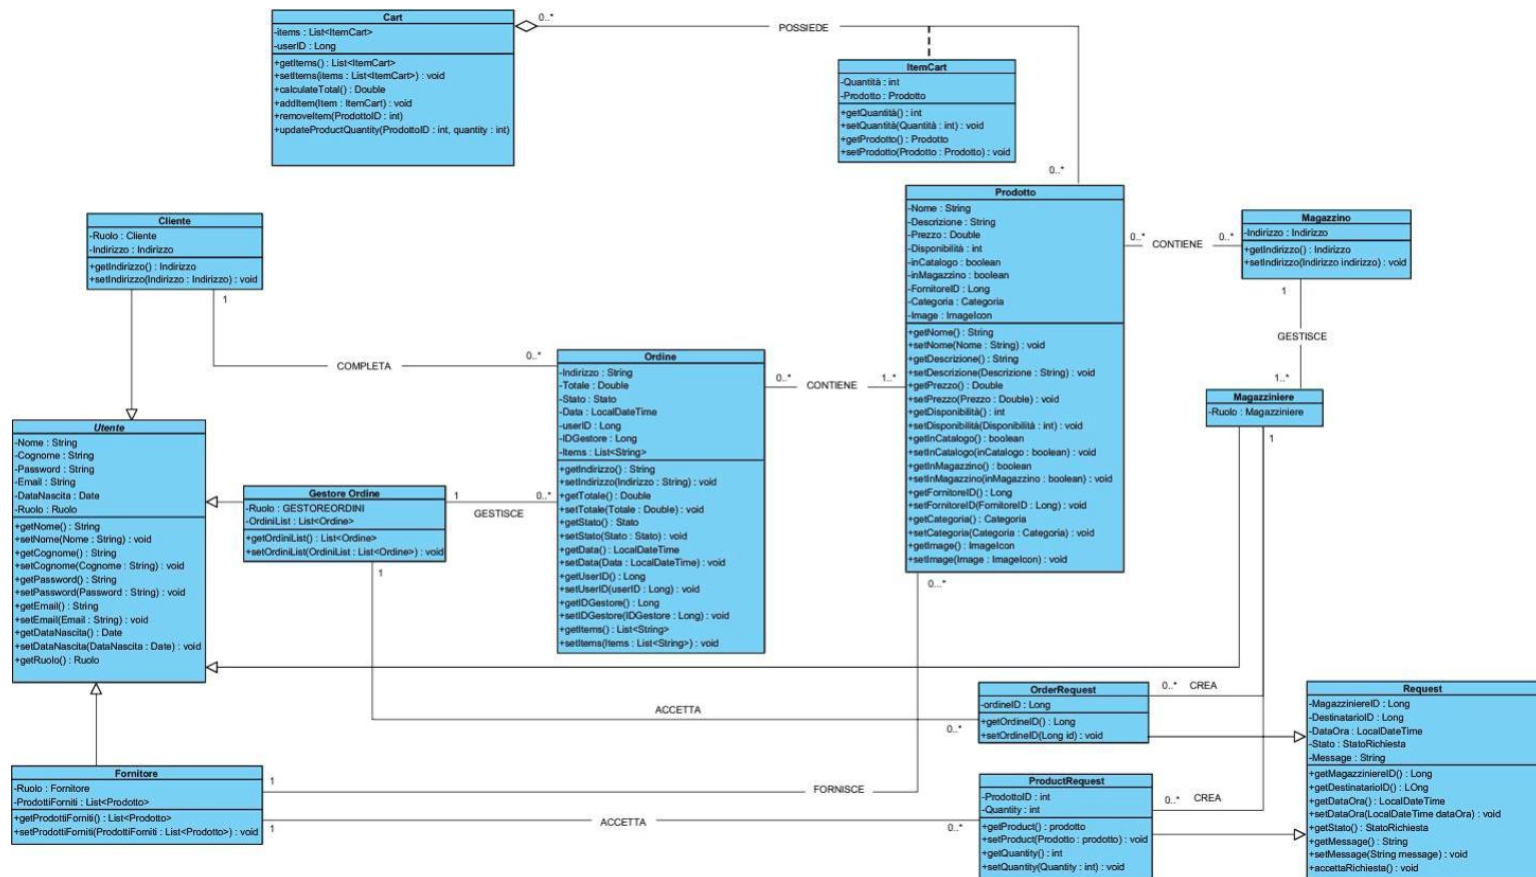 Cart
-items : List<ItemCart>
-userID : Long
+getItems() : List<ItemCart>
+setItems(items : List<ItemCart>) : void
+calculateTotal() : Double
+addItem(Item : ItemCart) : void
+removeItem(ProdottoID : int)
+updateProductQuantity(ProdottoID : int, quantity : int)
0..*
POSSIEDE
ItemCart
-Quantità : int
-Prodotto : Prodotto
+getQuantità() : int
+setQuantità(Quantità : int) : void
+getProdotto() : Prodotto
+setProdotto(Prodotto : Prodotto) : void
0..*
Prodotto
-Nome : String
-Descrizione : String
-Prezzo : Double
-Disponibilità : int
-inCatalogo : boolean
-inMagazzino : boolean
-FornitoreID : Long
-Categoria : Categoria
-Image : ImageIcon
+getNome() : String
+setNome(Nome : String) : void
+getDescrizione() : String
+setDescrizione(Descrizione : String) : void
+getPrezzo() : Double
+setPrezzo(Prezzo : Double) : void
+getDisponibilità() : int
+setDisponibilità(Disponibilità : int) : void
+getInCatalogo() : boolean
+setInCatalogo(inCatalogo : boolean) : void
+getInMagazzino() : boolean
+setInMagazzino(inMagazzino : boolean) : void
+getFornitoreID() : Long
+setFornitoreID(FornitoreID : Long) : void
+getCategoria() : Categoria
+setCategoria(Categoria : Categoria) : void
+getImage() : ImageIcon
+setImage(Image : ImageIcon) : void
0...*
0..*
CONTIENE
0..*
Magazzino
-Indirizzo : Indirizzo
+getIndirizzo() : Indirizzo
+setIndirizzo(Indirizzo indirizzo) : void
1
GESTISCE
1..*
Magazziniere
-Ruolo : Magazziniere
1
Cliente
-Ruolo : Cliente
-Indirizzo : Indirizzo
+getIndirizzo() : Indirizzo
+setIndirizzo(Indirizzo : Indirizzo) : void
1
COMPLETA
0..*
Ordine
-Indirizzo : String
-Totale : Double
-Stato : Stato
-Data : LocalDateTime
-userID : Long
-IDGestore : Long
-Items : List<String>
+getIndirizzo() : String
+setIndirizzo(Indirizzo : String) : void
+getTotale() : Double
+setTotale(Totale : Double) : void
+getStato() : Stato
+setStato(Stato : Stato) : void
+getData() : LocalDateTime
+setData(Data : LocalDateTime) : void
+getUserID() : Long
+setUserID(userID : Long) : void
+getIDGestore() : Long
+setIDGestore(IDGestore : Long) : void
+getItems() : List<String>
+setItems(Items : List<String>) : void
0..*
CONTIENE
1..*
Utente
-Nome : String
-Cognome : String
-Password : String
-Email : String
-DataNascita : Date
-Ruolo : Ruolo
+getNome() : String
+setNome(Nome : String) : void
+getCognome() : String
+setCognome(Cognome : String) : void
+getPassword() : String
+setPassword(Password : String) : void
+getEmail() : String
+setEmail(Email : String) : void
+getDataNascita() : Date
+setDataNascita(DataNascita : Date) : void
+getRuolo() : Ruolo
Gestore Ordine
-Ruolo : GESTOREORDINI
-OrdiniList : List<Ordine>
+getOrdiniList() : List<Ordine>
+setOrdiniList(OrdiniList : List<Ordine>) : void
1
GESTISCE
0..*
1
ACCETTA
0..*
OrderRequest
-ordineID : Long
+getOrdineID() : Long
+setOrdineID(Long id) : void
0..*
CREA
Request
-MagazziniereID : Long
-DestinatarioID : Long
-DataOra : LocalDateTime
-Stato : StatoRichiesta
-Message : String
+getMagazziniereID() : Long
+getDestinatarioID() : LOng
+getDataOra() : LocalDateTime
+setDataOra(LocalDateTime dataOra) : void
+getStato() : StatoRichiesta
+getMessage() : String
+setMessage(String message) : void
+accettaRichiesta() : void
Fornitore
-Ruolo : Fornitore
-ProdottiForniti : List<Prodotto>
+getProdottiForniti() : List<Prodotto>
+setProdottiForniti(ProdottiForniti : List<Prodotto>) : void
1
FORNISCE
1
ACCETTA
0..*
ProductRequest
-ProdottoID : int
-Quantity : int
+getProduct() : prodotto
+setProduct(Prodotto : prodotto) : void
+getQuantity() : int
+setQuantity(Quantity : int) : void
0..*
CREA